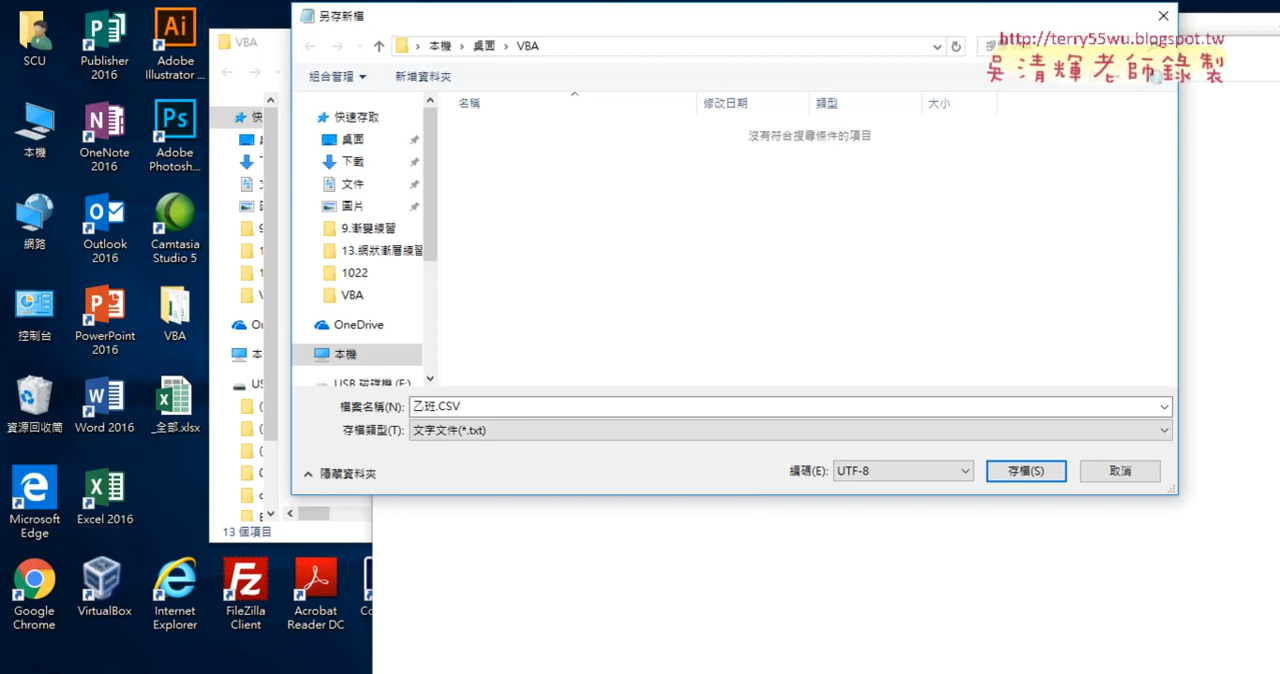 SCU
Publisher 2016
Adobe Illustrator ...
本機
OneNote 2016
Adobe Photosh...
網路
Outlook 2016
Camtasia Studio 5
控制台
PowerPoint 2016
VBA
資源回收筒
Word 2016
_全部.xlsx
Microsoft Edge
Excel 2016
Google Chrome
VirtualBox
Internet Explorer
FileZilla Client
Acrobat Reader DC
VBA
13 個項目
另存新檔
本機 › 桌面 › VBA
http://terry55wu.blogspot.tw
吳清輝老師錄製
組合管理
新增資料夾
名稱
修改日期
類型
大小
沒有符合搜尋條件的項目
快速存取
桌面
下載
文件
圖片
9.漸變練習
13.網狀漸層練習
1022
VBA
OneDrive
本機
USB 磁碟機 (F:)
檔案名稱(N):
乙班.CSV
存檔類型(T):
文字文件(*.txt)
隱藏資料夾
編碼(E):
UTF-8
存檔(S)
取消